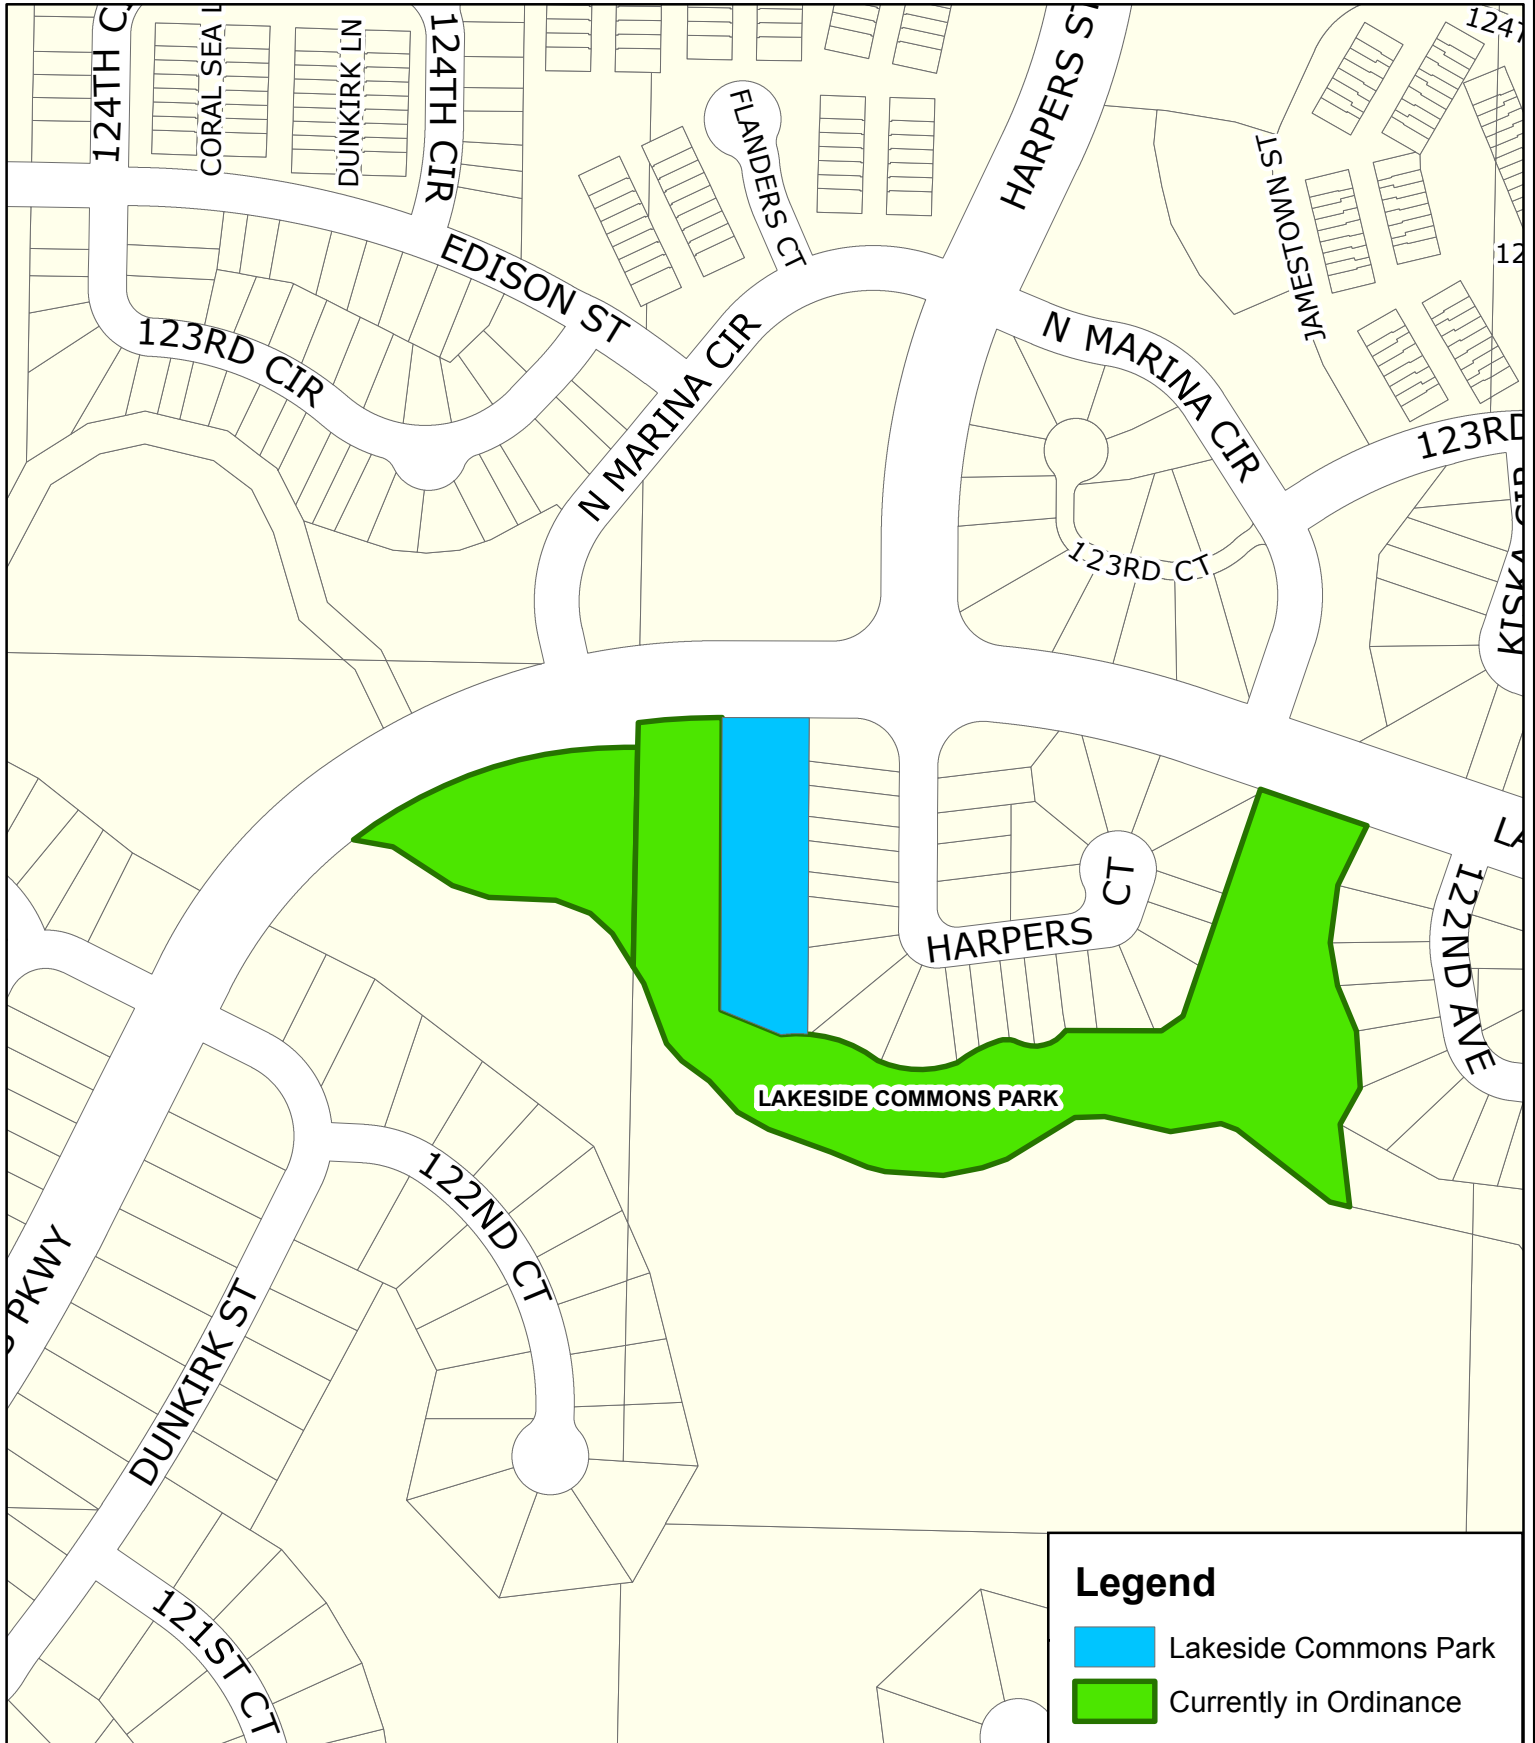 124TH
CORAL SEA
DUNKIRK LN
124TH CIR
FLANDERS CT
HARPERS ST
JAMESTOWN ST
EDISON ST
123RD CIR
N MARINA CIR
N MARINA CIR
123RD
123RD CT
KISKA CIR
HARPERS CT
122ND AVE
LAKESIDE COMMONS PARK
122ND CT
PKWY
DUNKIRK ST
121ST CT
Legend
Lakeside Commons Park
Currently in Ordinance